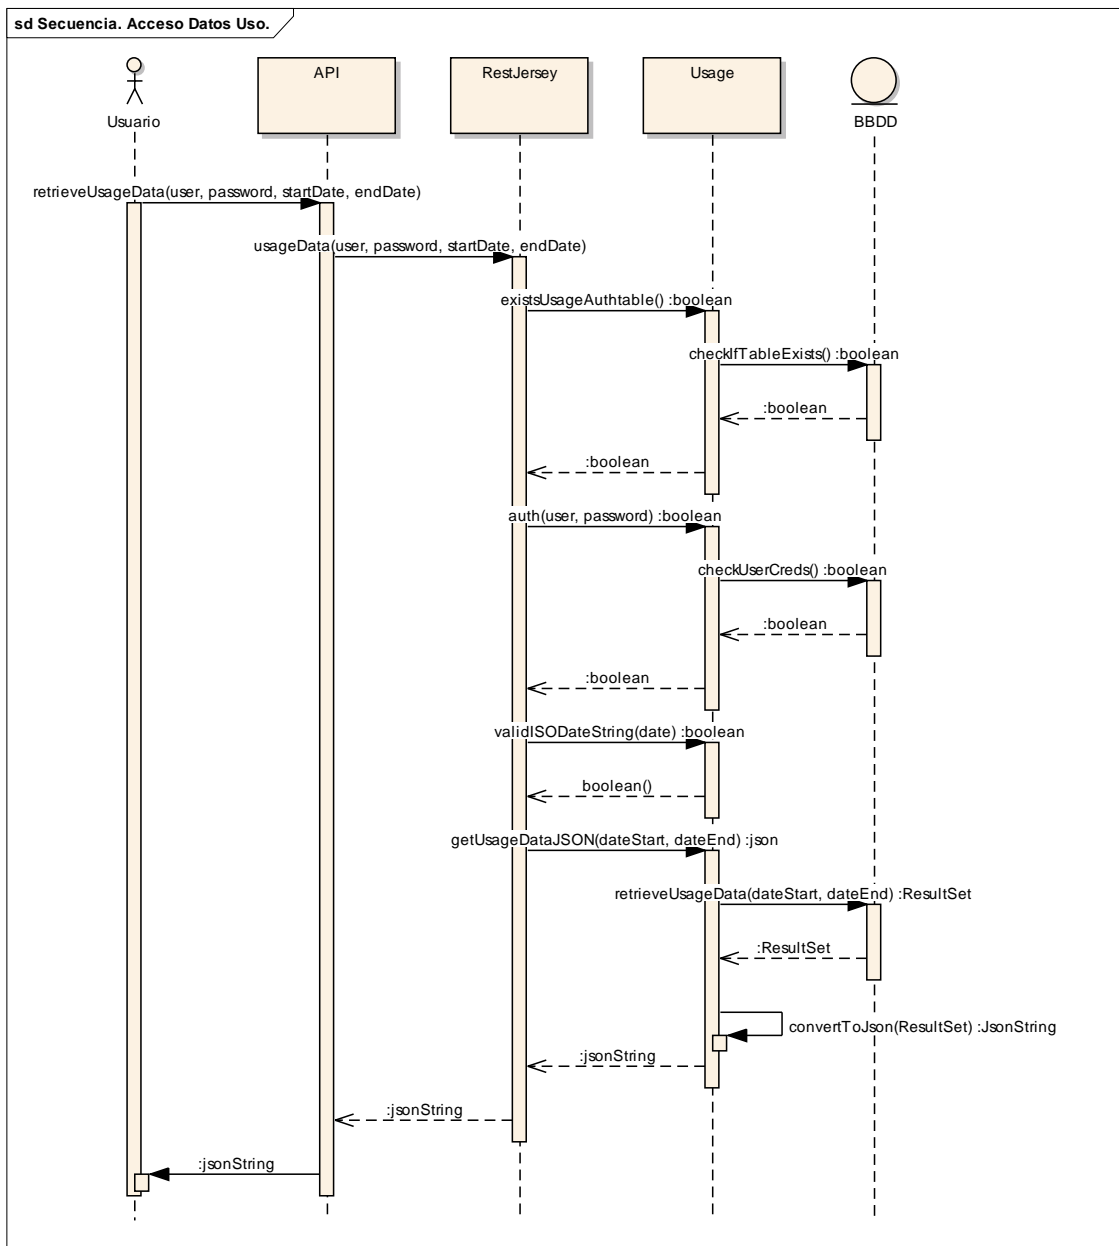 sd Secuencia. Acceso Datos Uso.
API
RestJersey
Usage
Usuario
BBDD
retrieveUsageData(user, password, startDate, endDate)
usageData(user, password, startDate, endDate)
existsUsageAuthtable() :boolean
checkIfTableExists() :boolean
:boolean
:boolean
auth(user, password) :boolean
checkUserCreds() :boolean
:boolean
:boolean
validISODateString(date) :boolean
boolean()
getUsageDataJSON(dateStart, dateEnd) :json
retrieveUsageData(dateStart, dateEnd) :ResultSet
:ResultSet
convertToJson(ResultSet) :JsonString
:jsonString
:jsonString
:jsonString